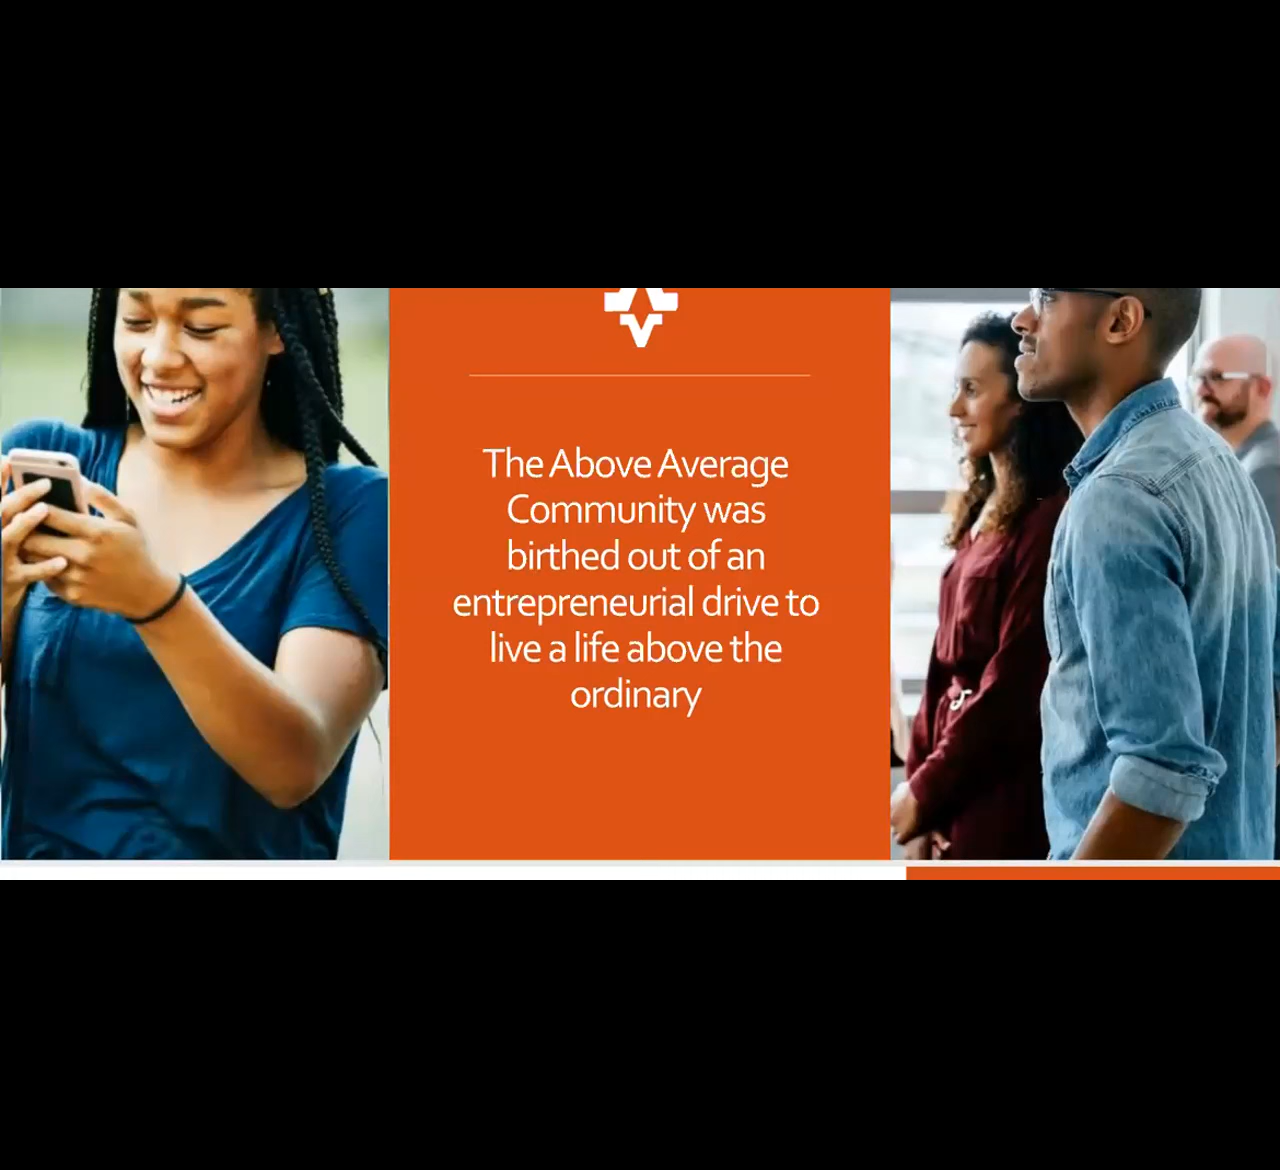 The Above Average
Community was
birthed out of an
entrepreneurial drive to
live a life above the
ordinary